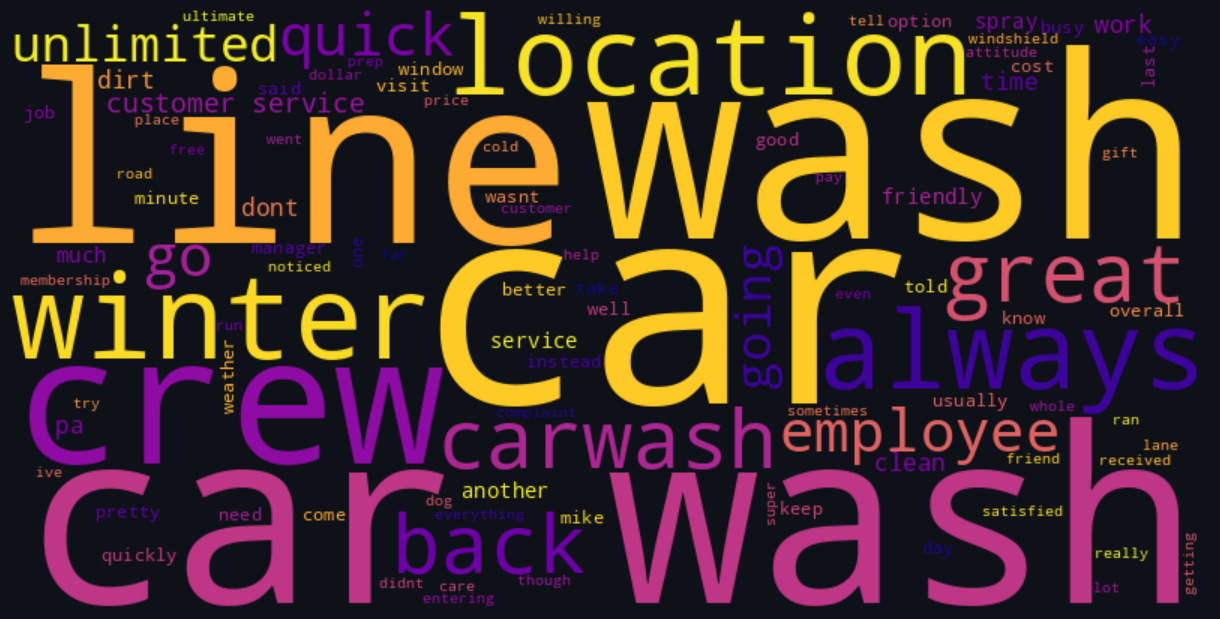 ultimate
willing
tell option
spray busy work
unlimited
quick
location
windshield
easy
attitude
prep
window
dirt
dollar
cost
last
said
visit
time
line
customer service
price
wash
job
place
free
went
cold
good
gift
road
pay
minute
dont
wasnt
customer
friendly
much
go
manager
one
far
help
going
great
noticed
membership
better
take
even
told
winter
car
well
know
overall
run
service
always
weather
instead
crew
try
complaint
sometimes
usually
whole
pa
carwash
employee
ran
lane
ive
clean
friend
received
car wash
another
dog
super
keep
satisfied
pretty
need
come
everything
mike
back
day
quickly
really
getting
didnt
care
though
lot
entering